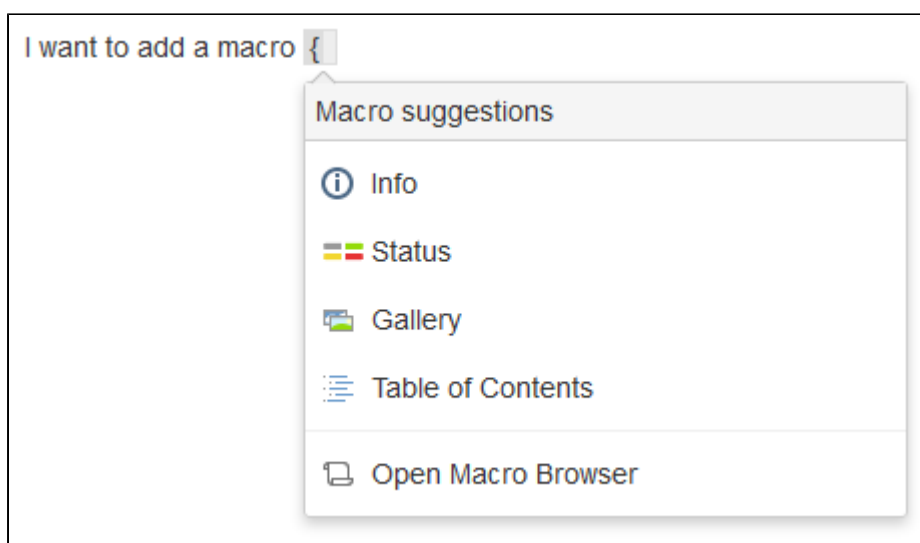 I want to add a macro {
Macro suggestions
Info
Status
Gallery
Table of Contents
Open Macro Browser